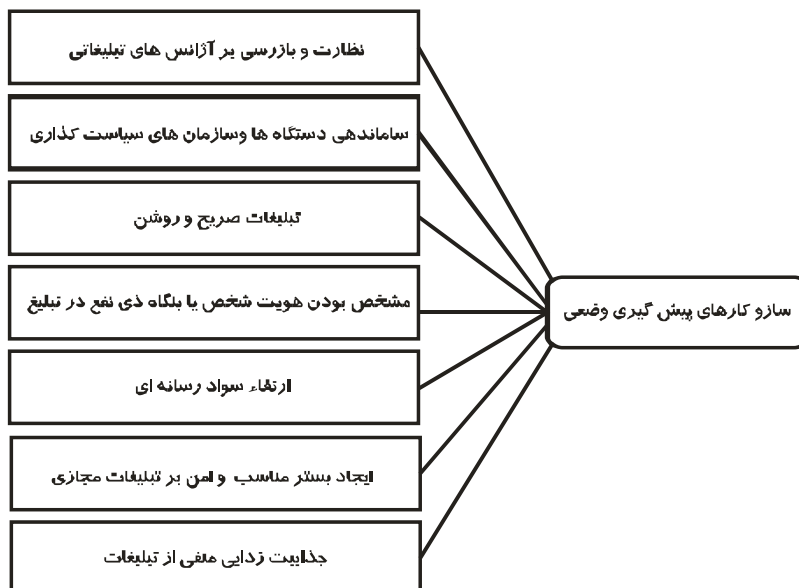 سازو کارهای پیش گیری وضعی
نظارت و بازرسی بر آژانس های تبلیغاتی
ساماندهی دستگاه ها وسازمان های سیاست گذاری
تبلیغات صریح و روشن
مشخص بودن هویت شخص یا بنگاه ذی نفع در تبلیغ
ارتقاء سواد رسانه ای
ایجاد بستر مناسب و امن بر تبلیغات مجازی
جذابیت زدایی منفی از تبلیغات